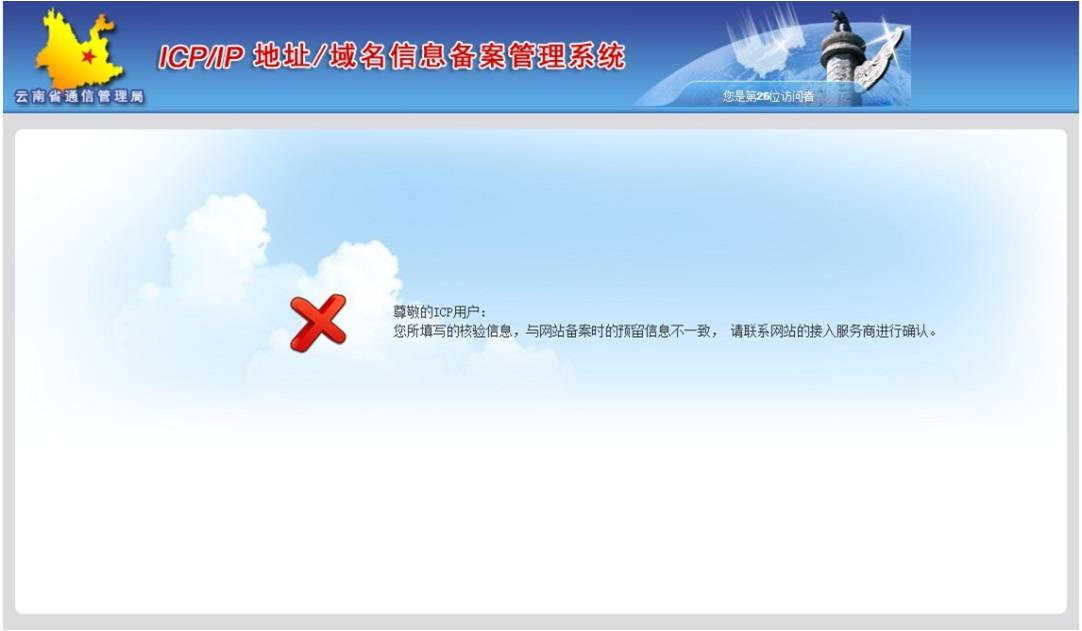 ICP/IP 地址/域名信息备案管理系统
云南省通信管理局
您是第26位访问者
尊敬的ICP用户：
您所填写的核验信息，与网站备案时的预留信息不一致， 请联系网站的接入服务商进行确认。